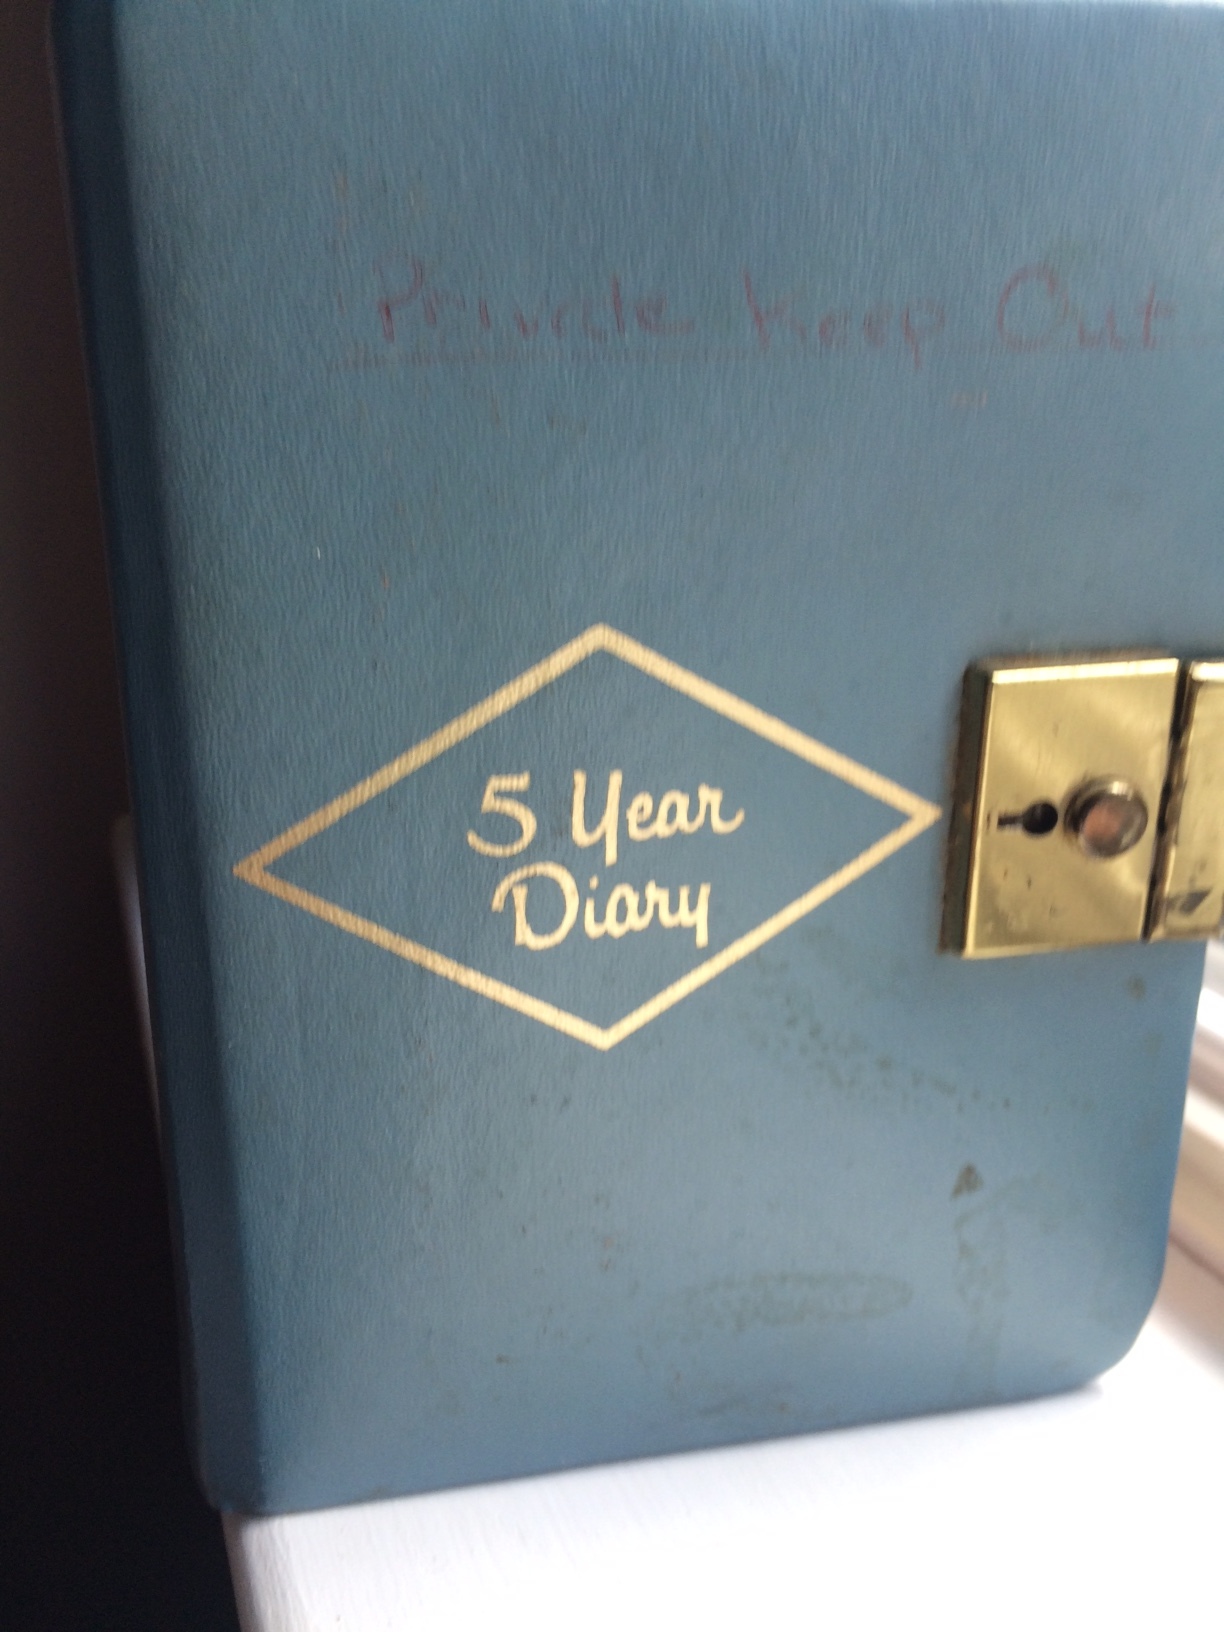 Private Keep Out
5 Year
Diary